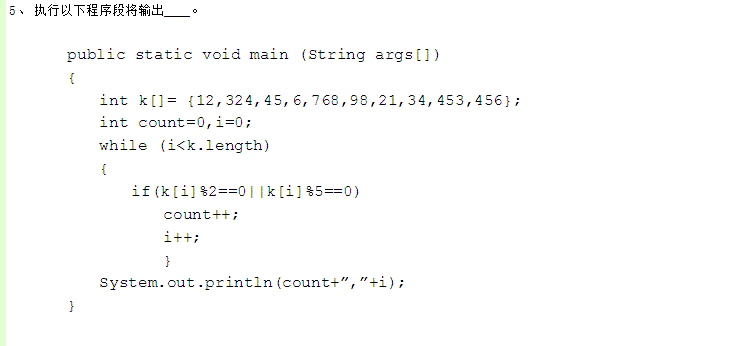 5、执行以下程序段将输出____。
public static void main (String args[])
{
int k[]= {12,324,45,6,768,98,21,34,453,456};
int count=0,i=0;
while (i<k.length)
{
if(k[i]%2==0||k[i]%5==0)
count++;
i++;
}
System.out.println(count+”,”+i);
}